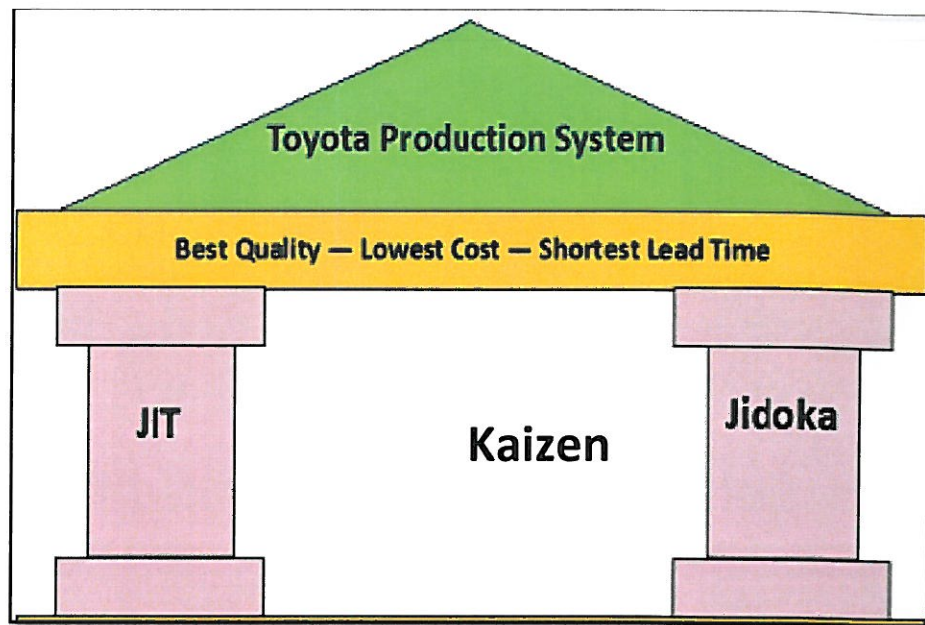 Toyota Production System
Best Quality — Lowest Cost — Shortest Lead Time
JIT
Kaizen
Jidoka